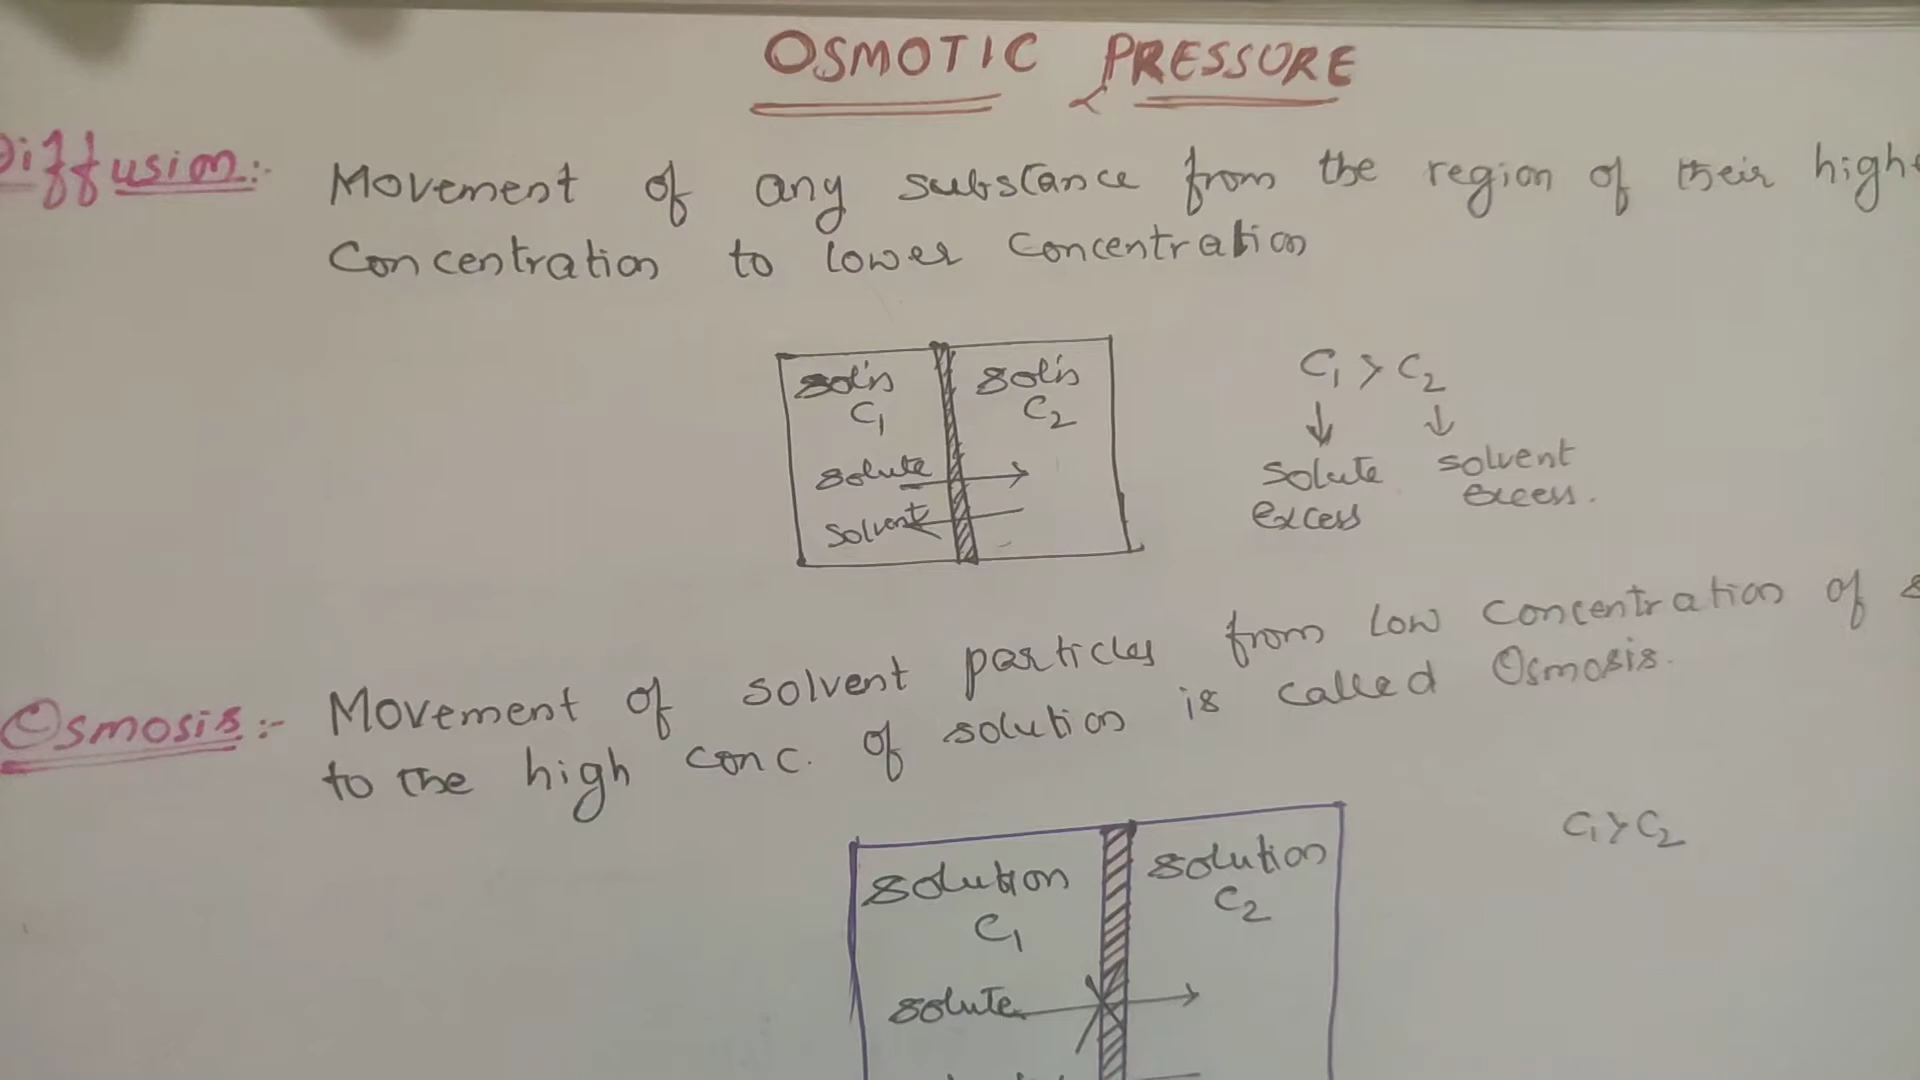 OSMOTIC PRESSURE
Diffusion:- Movement of any substance from the region of their high
Concentration to lower concentration
sol'n sol'n
C1 C2
solute
solvent
C1 > C2
↓ ↓
solute solvent
excess excess.
Osmosis:- Movement of solvent particles from low concentration of
to the high conc. of solution is called Osmosis.
C1 > C2
solution solution
C1 C2
solute